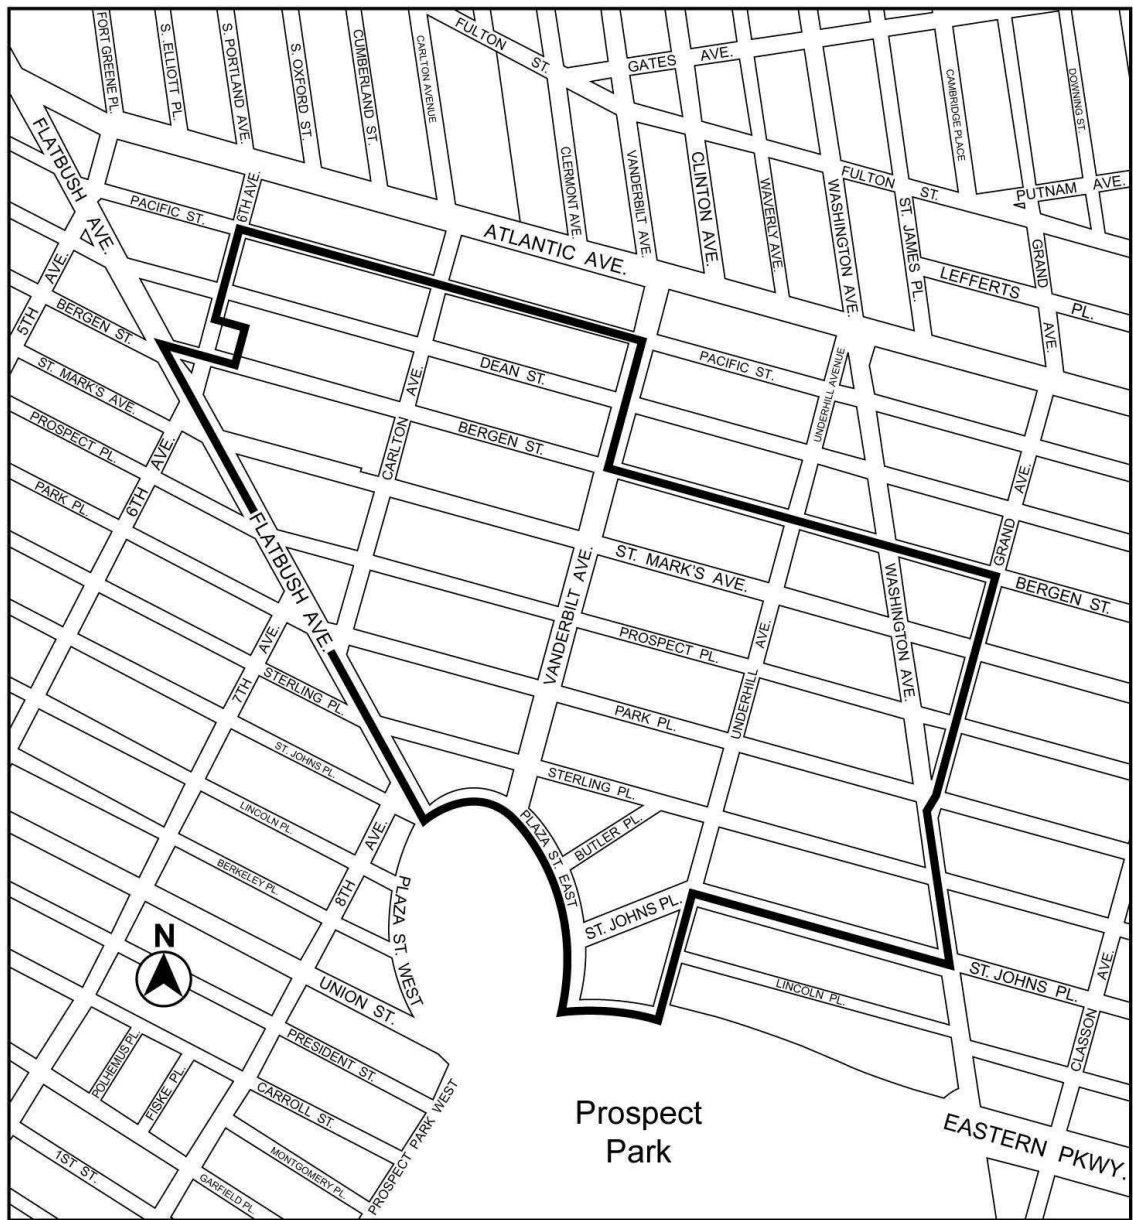 FORT GREENE PL.
S. ELLIOTT PL.
S. PORTLAND AVE.
S. OXFORD ST.
CUMBERLAND ST.
CARLTON AVENUE
FULTON ST.
GATES AVE.
CAMBRIDGE PLACE
DOWNING ST.
FLATBUSH AVE.
CLERMONT AVE.
VANDERBILT AVE.
CLINTON AVE.
WAVERLY AVE.
WASHINGTON AVE.
FULTON ST.
ST. JAMES PL.
PUTNAM AVE.
PACIFIC ST.
6TH AVE.
ATLANTIC AVE.
GRAND AVE.
LEFFERTS PL.
5TH AVE.
BERGEN ST.
ST. MARK'S AVE.
PROSPECT PL.
PARK PL.
6TH AVE.
DEAN ST.
PACIFIC ST.
UNDERHILL AVENUE
CARLTON AVE.
BERGEN ST.
GRAND AVE.
FLATBUSH AVE.
VANDERBILT AVE.
ST. MARK'S AVE.
WASHINGTON AVE.
BERGEN ST.
PROSPECT PL.
UNDERHILL AVE.
7TH AVE.
STERLING PL.
PARK PL.
ST. JOHNS PL.
STERLING PL.
LINCOLN PL.
BUTLER PL.
PLAZA ST. EAST
BERKELEY PL.
8TH AVE.
PLAZA ST. WEST
ST. JOHNS PL.
N
UNION ST.
LINCOLN PL.
ST. JOHNS PL.
CLASSON AVE.
POLHEMUS PL.
FISKE PL.
PRESIDENT ST.
CARROLL ST.
MONTGOMERY PL.
PROSPECT PARK WEST
1ST ST.
GARFIELD PL.
Prospect
Park
EASTERN PKWY.